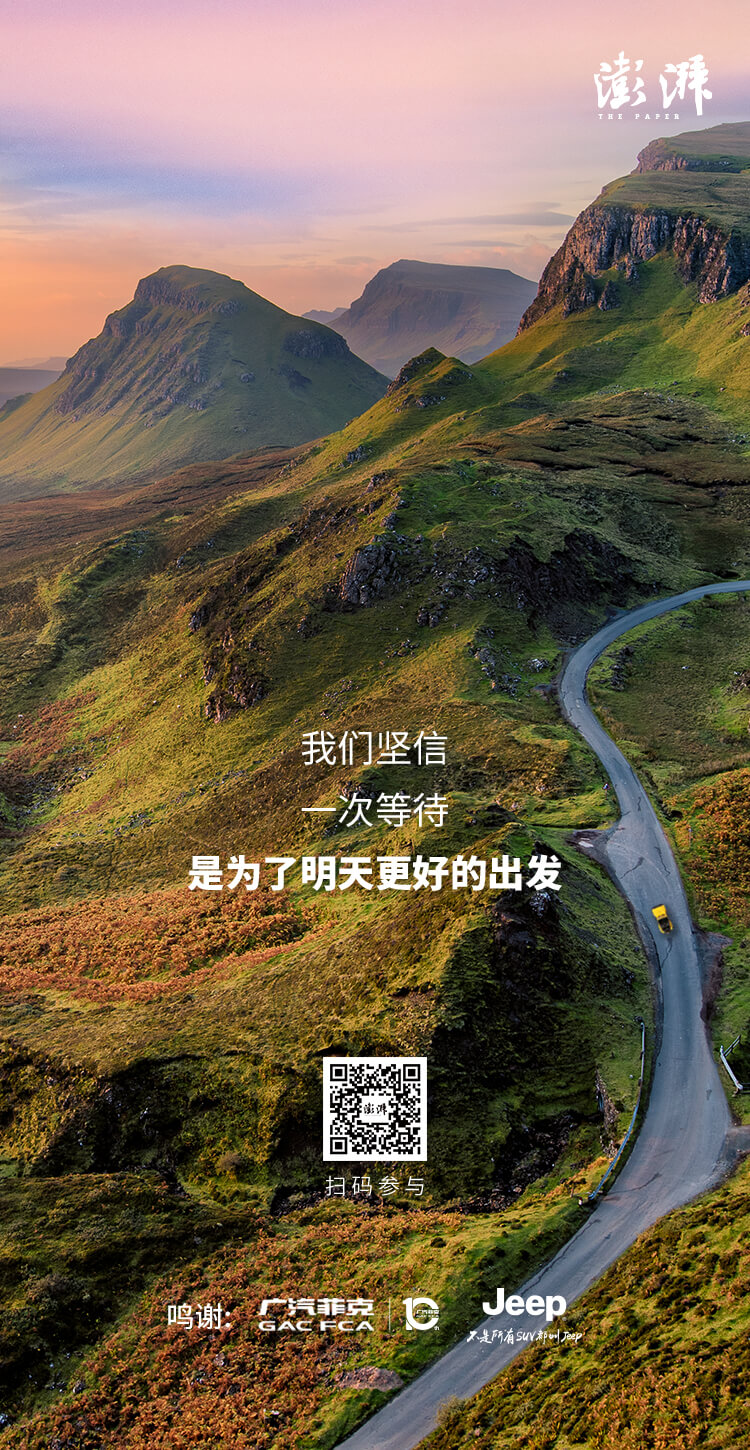 澎湃
THE PAPER
我们坚信
一次等待
是为了明天更好的出发
澎湃
扫码参与
鸣谢:
广汽菲克
GAC FCA
10th
Jeep
不是所有SUV都叫Jeep